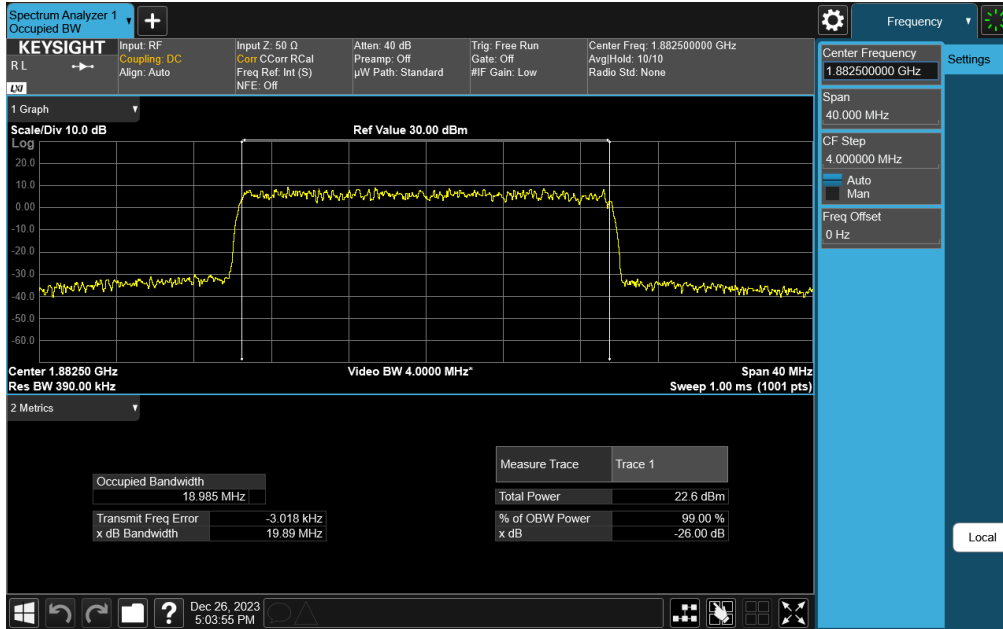 Spectrum Analyzer 1
Occupied BW
Frequency
KEYSIGHT
R L
LXI
Input: RF
Coupling: DC
Align: Auto
Input Z: 50 Ω
Corr CCorr RCal
Freq Ref: Int (S)
NFE: Off
Atten: 40 dB
Preamp: Off
µW Path: Standard
Trig: Free Run
Gate: Off
#IF Gain: Low
Center Freq: 1.882500000 GHz
Avg|Hold: 10/10
Radio Std: None
Center Frequency
1.882500000 GHz
Settings
Span
40.000 MHz
CF Step
4.000000 MHz
Auto
Man
Freq Offset
0 Hz
Local
1 Graph
Scale/Div 10.0 dB
Ref Value 30.00 dBm
Log
20.0
10.0
0.00
-10.0
-20.0
-30.0
-40.0
-50.0
-60.0
Center 1.88250 GHz
Video BW 4.0000 MHz*
Span 40 MHz
Res BW 390.00 kHz
Sweep 1.00 ms (1001 pts)
2 Metrics
Occupied Bandwidth
18.985 MHz
Transmit Freq Error -3.018 kHz
x dB Bandwidth 19.89 MHz
Measure Trace Trace 1
Total Power 22.6 dBm
% of OBW Power 99.00 %
x dB -26.00 dB
?
Dec 26, 2023
5:03:55 PM